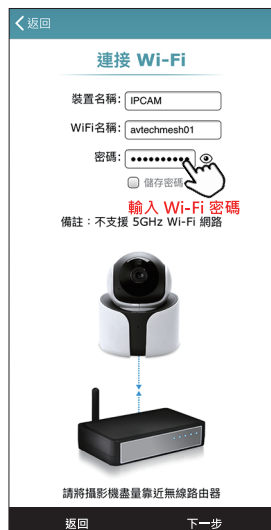 返回
連接 Wi-Fi
裝置名稱: IPCAM
WiFi名稱: avtechmesh01
密碼: ••••••••••
儲存密碼
輸入 Wi-Fi 密碼
備註：不支援 5GHz Wi-Fi 網路
請將攝影機盡量靠近無線路由器
返回 下一步